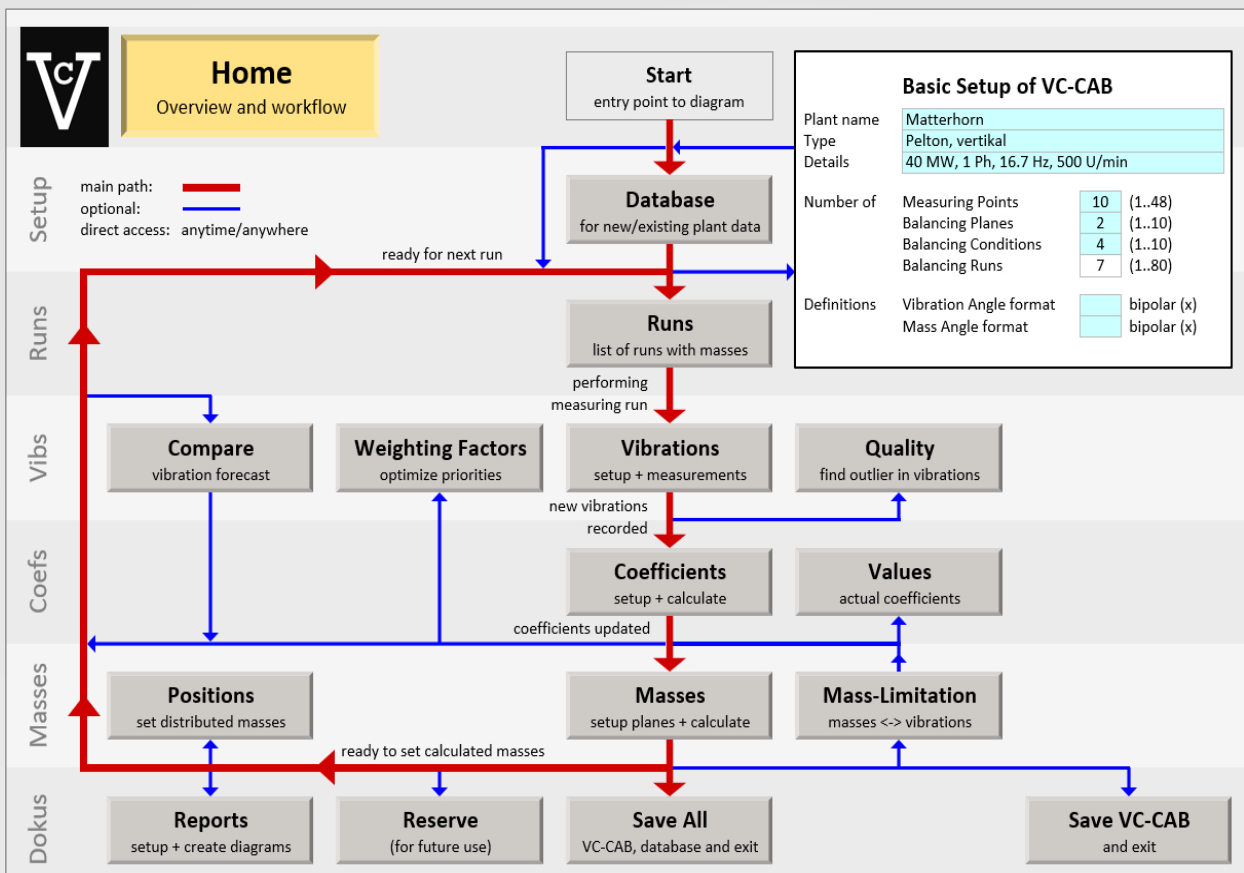 VC
Home
Overview and workflow
Start
entry point to diagram
Basic Setup of VC-CAB
Plant name Matterhorn
Type Pelton, vertikal
Details 40 MW, 1 Ph, 16.7 Hz, 500 U/min
Number of Measuring Points 10 (1..48)
Balancing Planes 2 (1..10)
Balancing Conditions 4 (1..10)
Balancing Runs 7 (1..80)
Definitions Vibration Angle format bipolar (x)
Mass Angle format bipolar (x)
Setup
main path:
optional:
direct access: anytime/anywhere
Database
for new/existing plant data
ready for next run
Runs
Runs
list of runs with masses
performing
measuring run
Vibs
Compare
vibration forecast
Weighting Factors
optimize priorities
Vibrations
setup + measurements
Quality
find outlier in vibrations
new vibrations
recorded
Coefs
Coefficients
setup + calculate
Values
actual coefficients
coefficients updated
Masses
Positions
set distributed masses
Masses
setup planes + calculate
Mass-Limitation
masses <-> vibrations
ready to set calculated masses
Dokus
Reports
setup + create diagrams
Reserve
(for future use)
Save All
VC-CAB, database and exit
Save VC-CAB
and exit